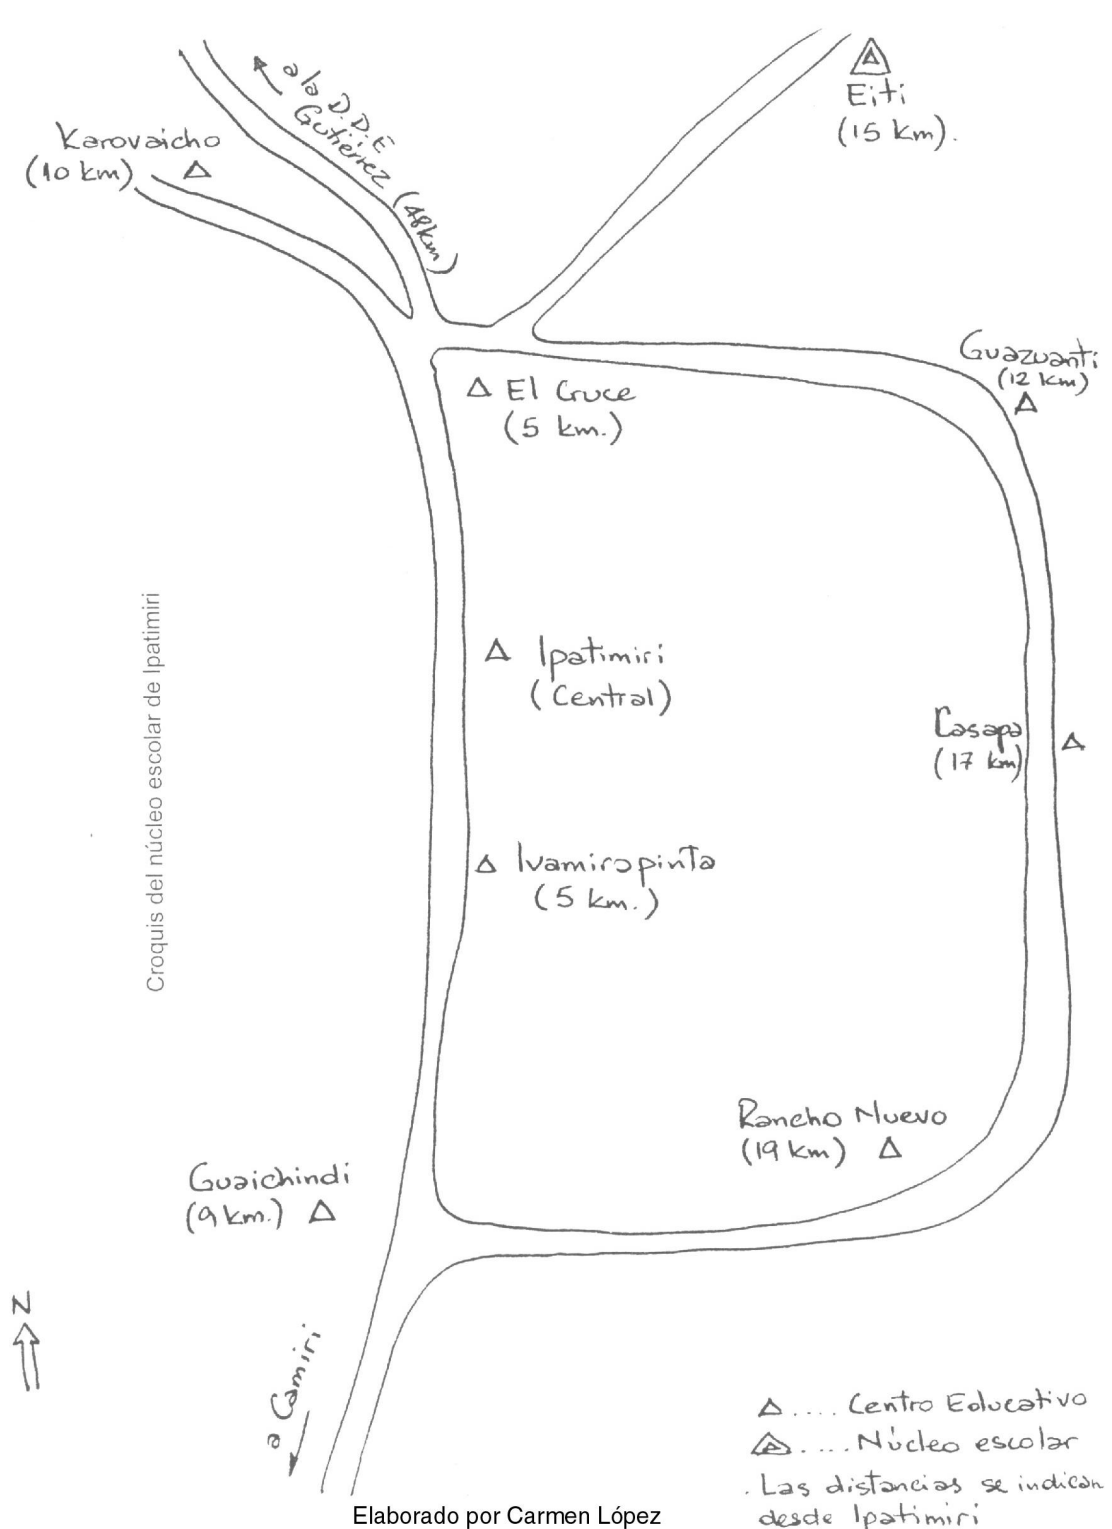 a la D.D.E
Gutiérrez (48km)
Eiti
(15 km).
Karovaicho
(10 km)
Guazuanti
(12 km)
El Cruce
(5 km.)
Croquis del núcleo escolar de Ipatimiri
Ipatimiri
(Central)
Casapa
(17 km)
Ivamirapinta
(5 km.)
Rancho Nuevo
(19 km)
Guaichindi
(9 km.)
N
a Camiri
.... Centro Educativo
.... Núcleo escolar
. Las distancias se indican
desde Ipatimiri
Elaborado por Carmen López